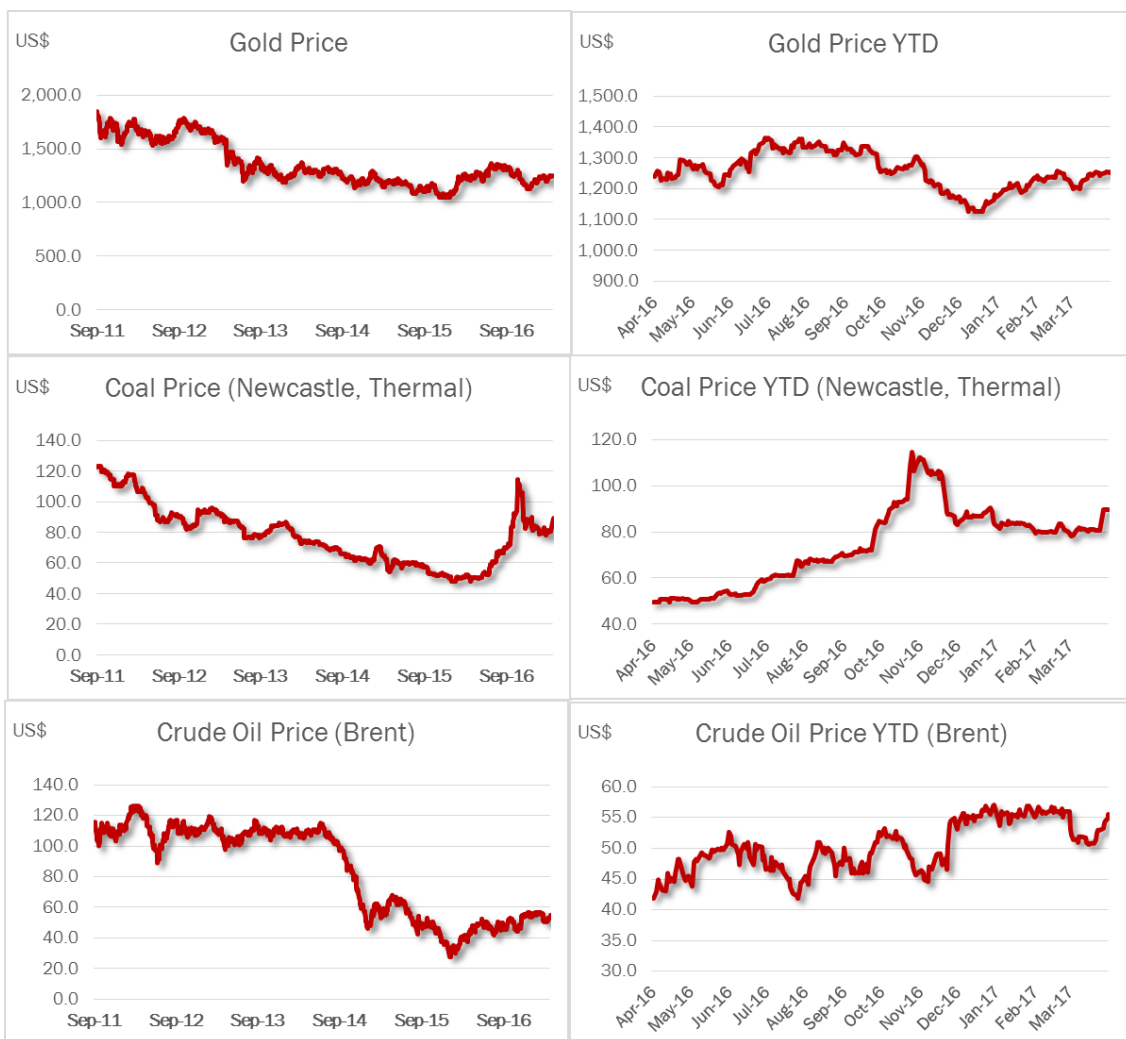 US$
Gold Price
2,000.0
1,500.0
1,000.0
500.0
0.0
Sep-11 Sep-12 Sep-13 Sep-14 Sep-15 Sep-16
US$
Gold Price YTD
1,500.0
1,400.0
1,300.0
1,200.0
1,100.0
1,000.0
900.0
Apr-16 May-16 Jun-16 Jul-16 Aug-16 Sep-16 Oct-16 Nov-16 Dec-16 Jan-17 Feb-17 Mar-17
US$
Coal Price (Newcastle, Thermal)
140.0
120.0
100.0
80.0
60.0
40.0
20.0
0.0
Sep-11 Sep-12 Sep-13 Sep-14 Sep-15 Sep-16
US$
Coal Price YTD (Newcastle, Thermal)
120.0
100.0
80.0
60.0
40.0
Apr-16 May-16 Jun-16 Jul-16 Aug-16 Sep-16 Oct-16 Nov-16 Dec-16 Jan-17 Feb-17 Mar-17
US$
Crude Oil Price (Brent)
140.0
120.0
100.0
80.0
60.0
40.0
20.0
0.0
Sep-11 Sep-12 Sep-13 Sep-14 Sep-15 Sep-16
US$
Crude Oil Price YTD (Brent)
60.0
55.0
50.0
45.0
40.0
35.0
30.0
Apr-16 May-16 Jun-16 Jul-16 Aug-16 Sep-16 Oct-16 Nov-16 Dec-16 Jan-17 Feb-17 Mar-17